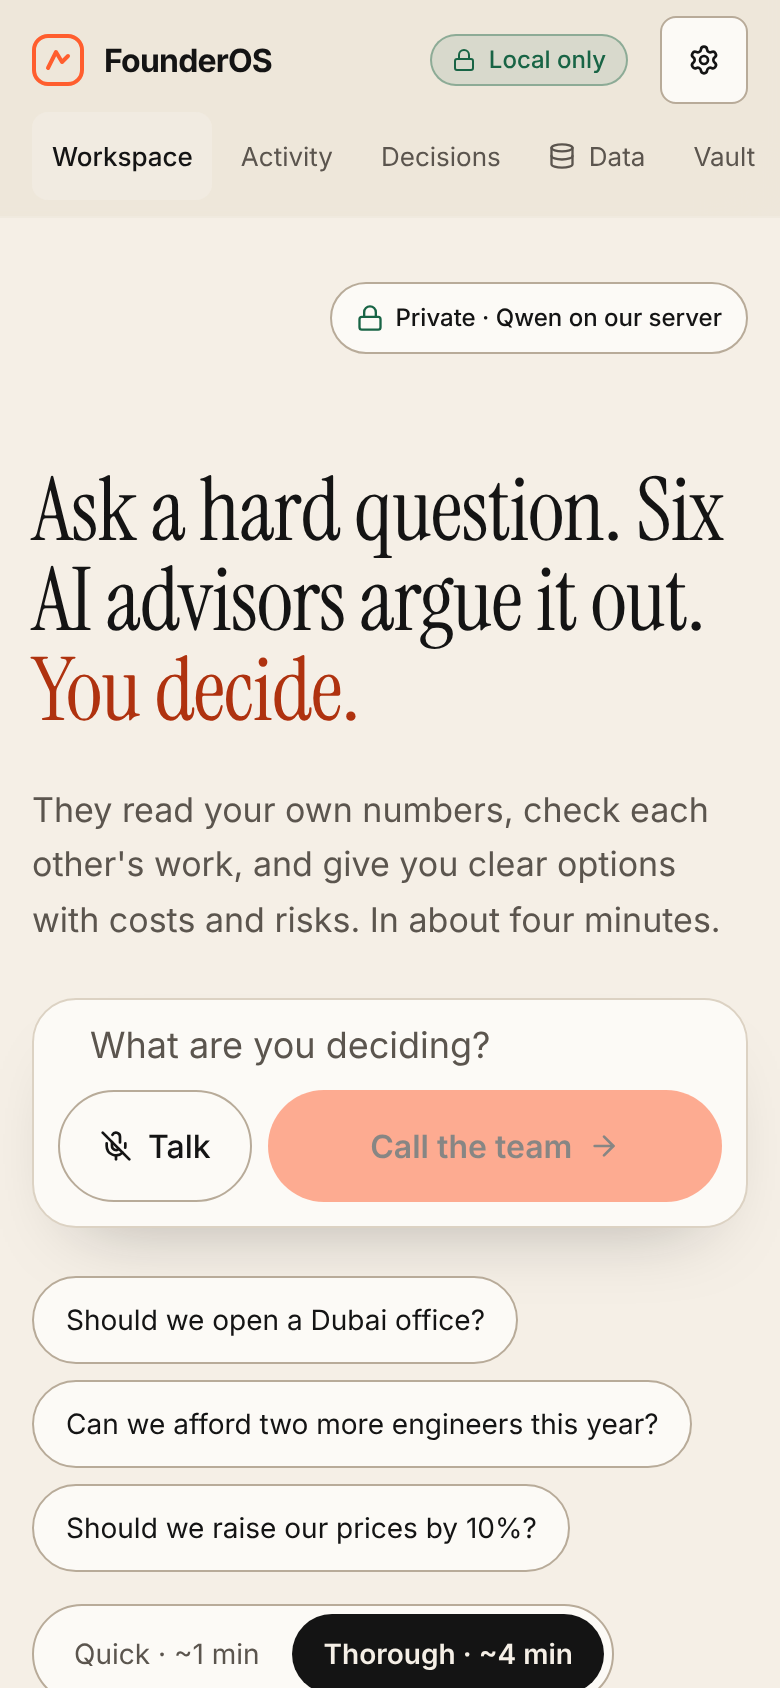 FounderOS
Local only
Workspace
Activity
Decisions
Data
Vault
Private · Qwen on our server
Ask a hard question. Six
AI advisors argue it out.
You decide.
They read your own numbers, check each
other's work, and give you clear options
with costs and risks. In about four minutes.
What are you deciding?
Talk
Call the team →
Should we open a Dubai office?
Can we afford two more engineers this year?
Should we raise our prices by 10%?
Quick · ~1 min
Thorough · ~4 min